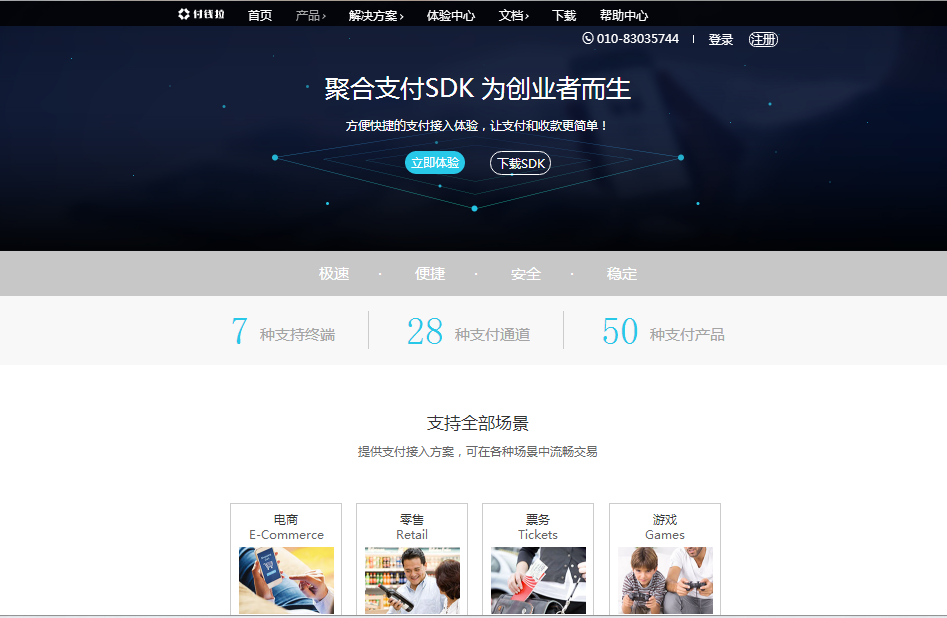 付钱拉 首页 产品› 解决方案› 体验中心 文档› 下载 帮助中心
010-83035744 | 登录 注册
聚合支付SDK 为创业者而生
方便快捷的支付接入体验，让支付和收款更简单！
立即体验 下载SDK
极速 · 便捷 · 安全 · 稳定
7 种支持终端 28 种支付通道 50 种支付产品
支持全部场景
提供支付接入方案，可在各种场景中流畅交易
电商 零售 票务 游戏
E-Commerce Retail Tickets Games